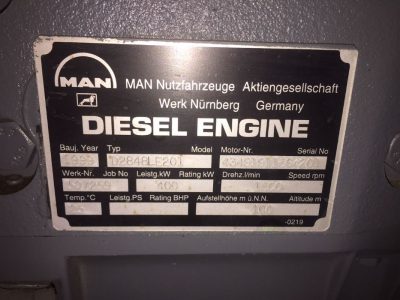 MAN
MAN Nutzfahrzeuge Aktiengesellschaft
Werk Nürnberg Germany
DIESEL ENGINE
Bauj. Year Typ Model Motor-Nr. Serial No
1999 D2848LE201
Werk-Nr. Job No Leistg.kW Rating kW Drehz.l/min Speed rpm
400
Temp.°C Leistg.PS Rating BHP Aufstellhöhe m ü.N.N. Altitude m
-0219